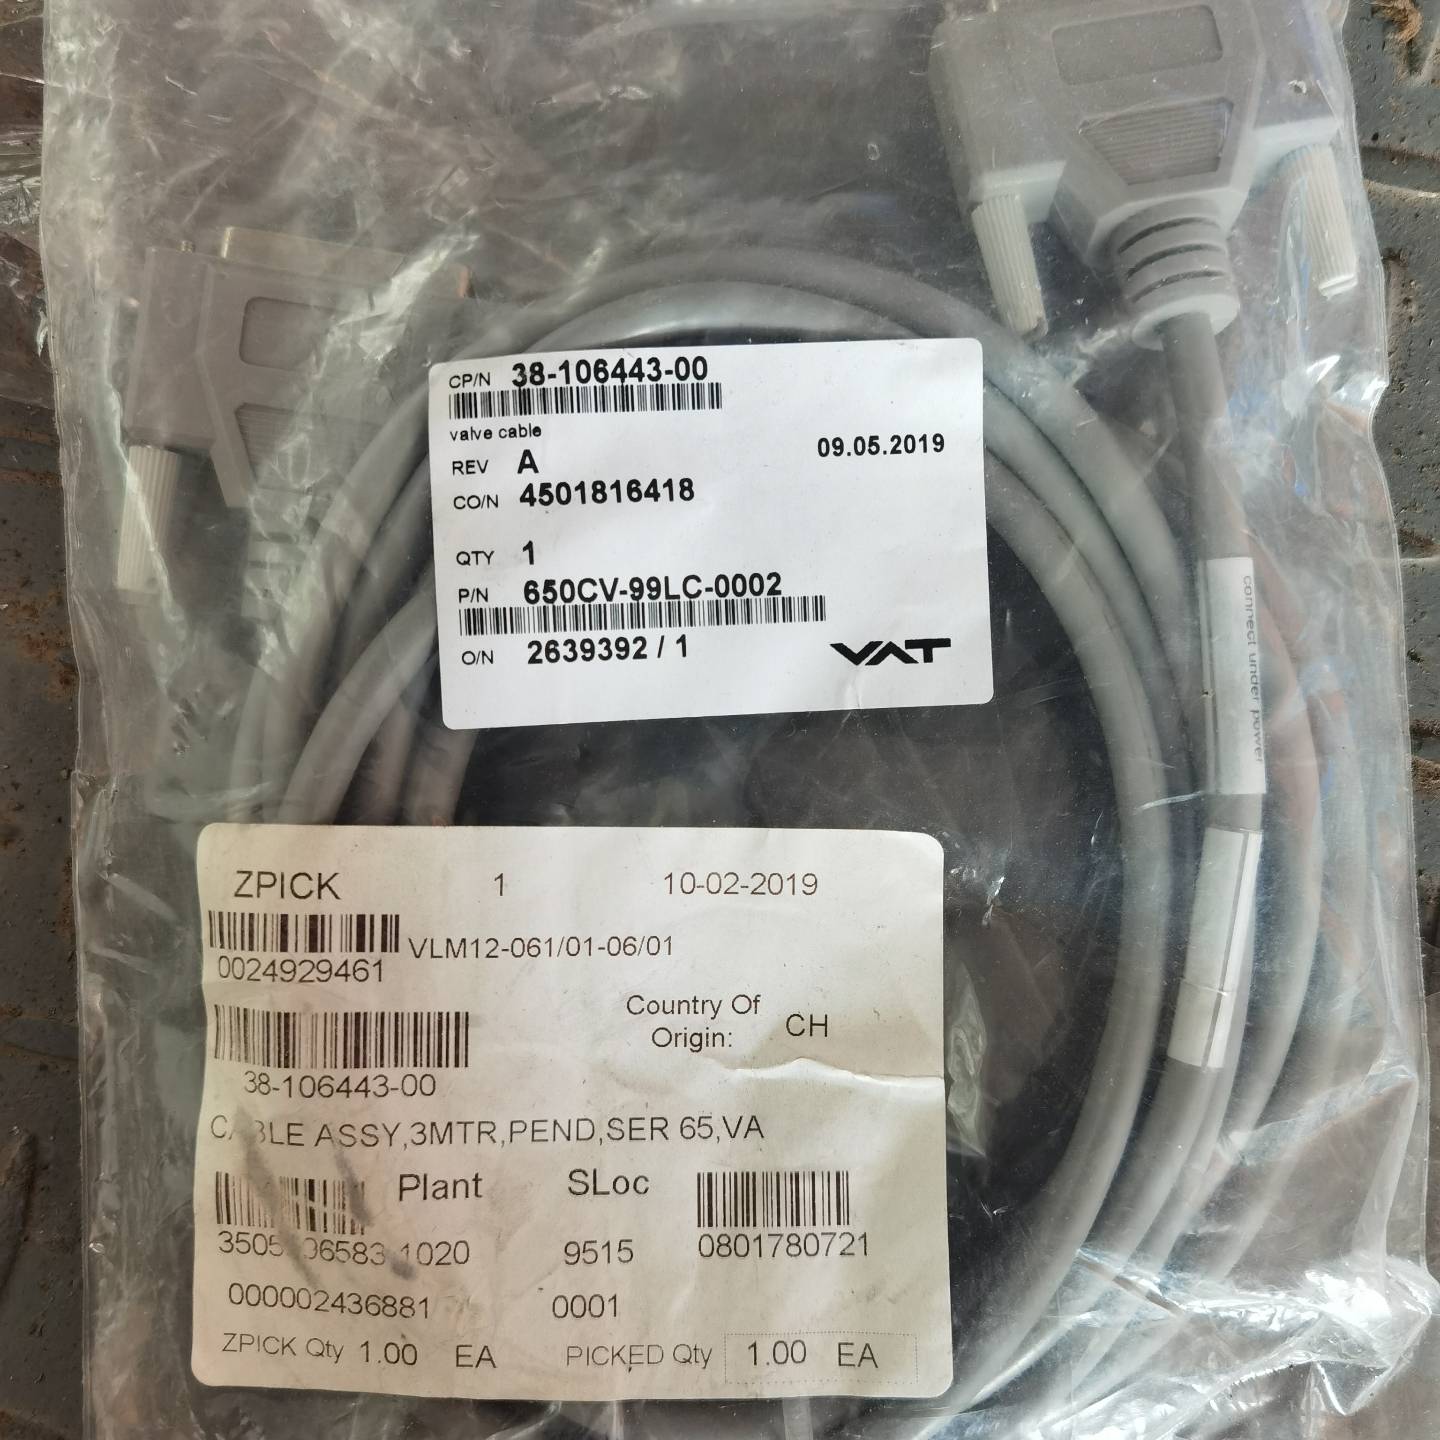 CP/N 38-106443-00
valve cable
REV A 09.05.2019
CO/N 4501816418
QTY 1
P/N 650CV-99LC-0002
O/N 2639392 / 1 VAT
connect under power
ZPICK 1 10-02-2019
VLM12-061/01-06/01
0024929461
Country Of
Origin: CH
38-106443-00
ASSY,3MTR,PEND,SER 65,VA
Plant SLoc
1020 9515 0801780721
000002436881 0001
ZPICK Qty 1.00 EA PICKED Qty 1.00 EA